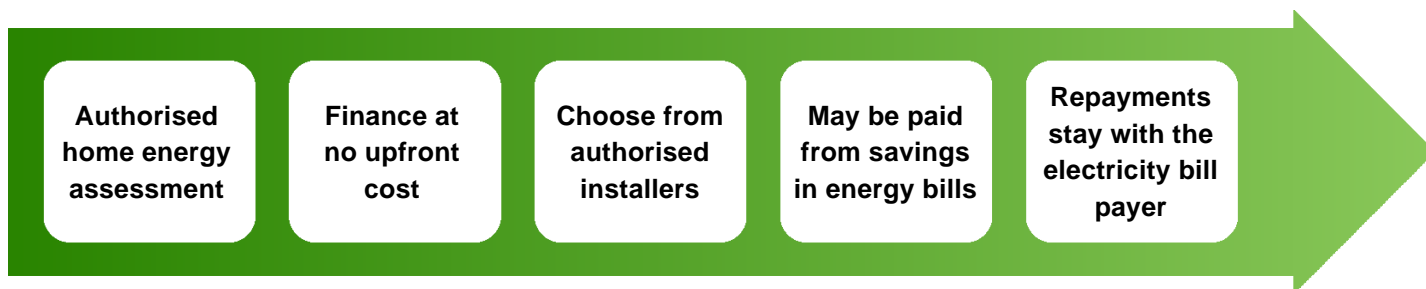 Authorised
home energy
assessment
Finance at
no upfront
cost
Choose from
authorised
installers
May be paid
from savings
in energy bills
Repayments
stay with the
electricity bill
payer